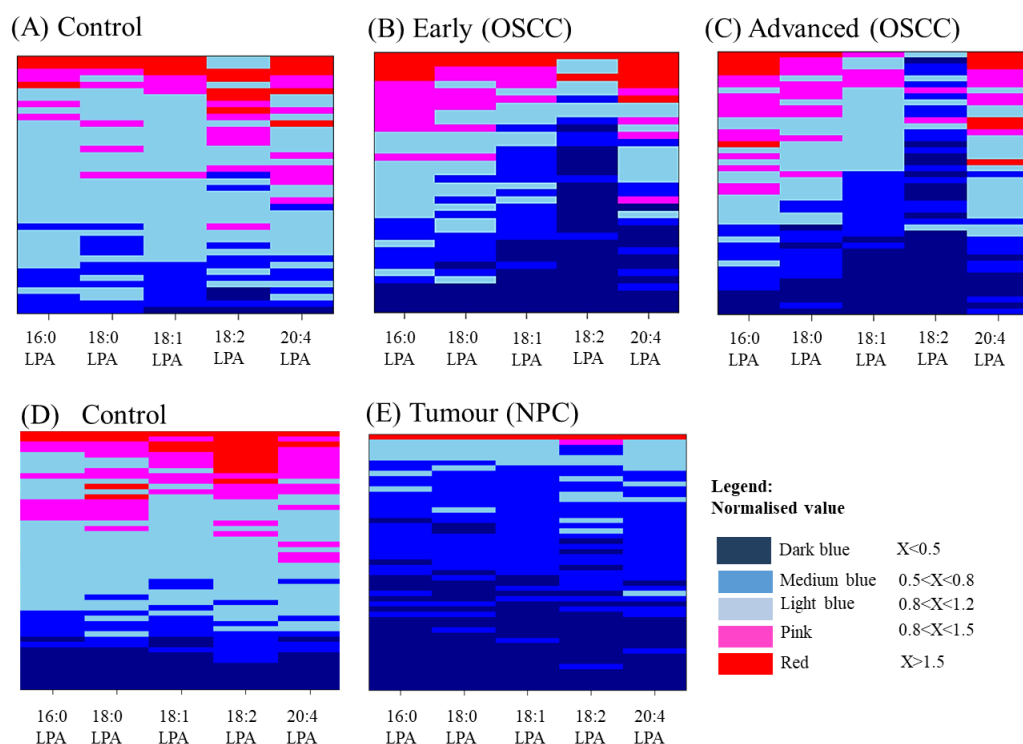 (A) Control
(B) Early (OSCC)
(C) Advanced (OSCC)
16:0 18:0 18:1 18:2 20:4
LPA LPA LPA LPA LPA
16:0 18:0 18:1 18:2 20:4
LPA LPA LPA LPA LPA
16:0 18:0 18:1 18:2 20:4
LPA LPA LPA LPA LPA
(D) Control
(E) Tumour (NPC)
16:0 18:0 18:1 18:2 20:4
LPA LPA LPA LPA LPA
16:0 18:0 18:1 18:2 20:4
LPA LPA LPA LPA LPA
Legend:
Normalised value
Dark blue X<0.5
Medium blue 0.5<X<0.8
Light blue 0.8<X<1.2
Pink 0.8<X<1.5
Red X>1.5